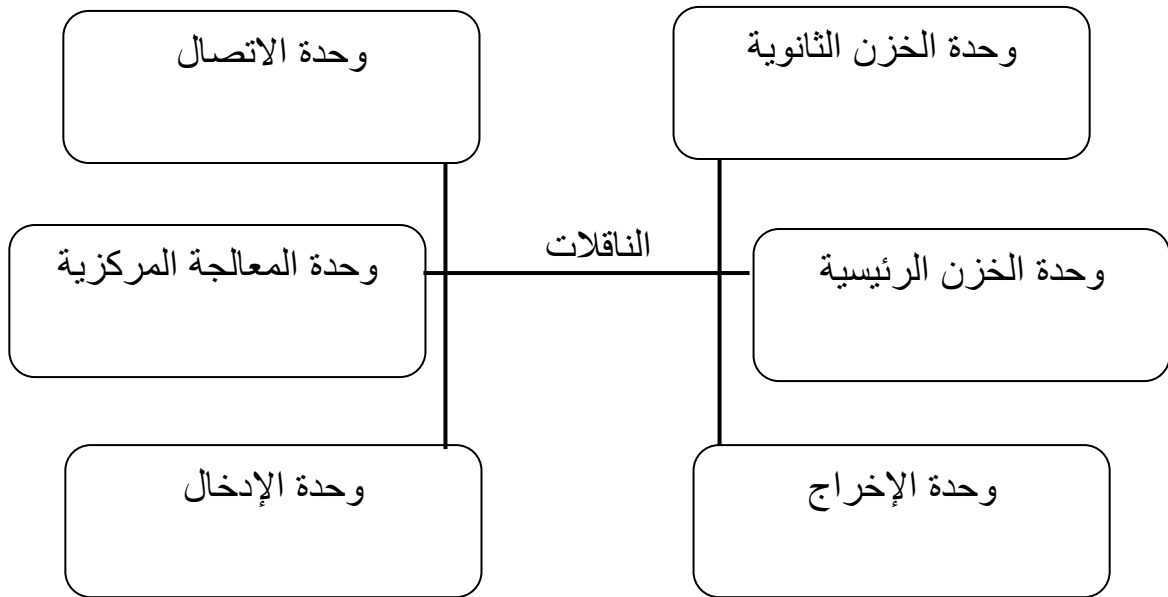 وحدة الخزن الثانوية
وحدة الاتصال
الناقلات
وحدة الخزن الرئيسية
وحدة المعالجة المركزية
وحدة الإخراج
وحدة الإدخال